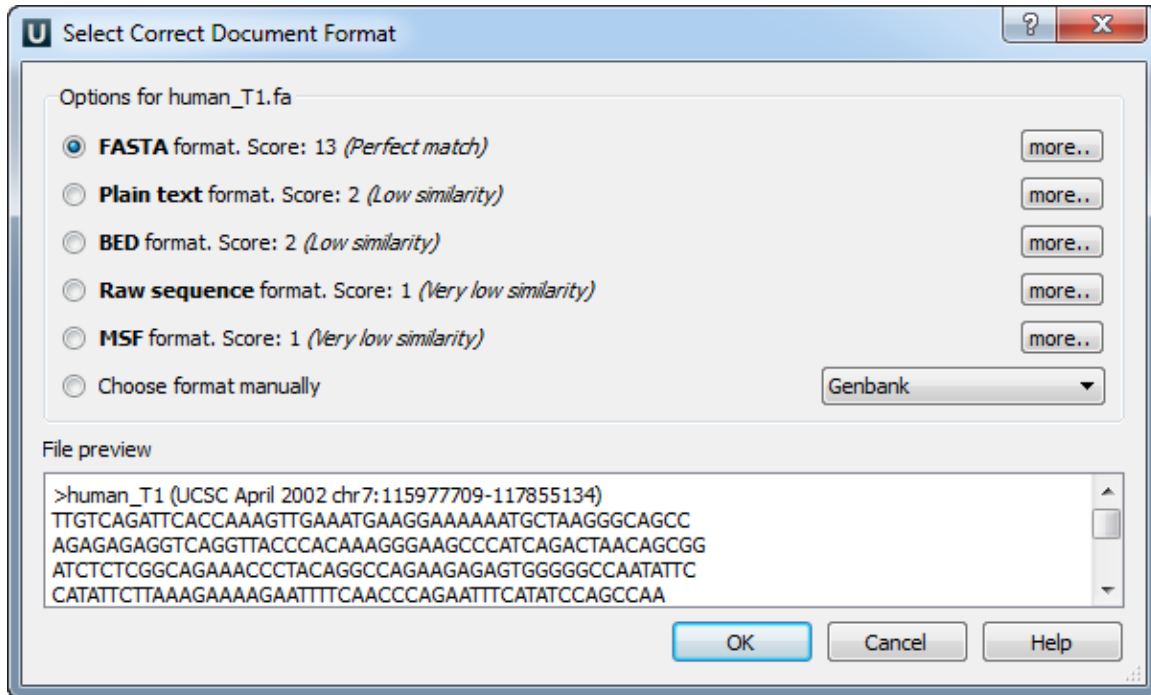 U Select Correct Document Format
Options for human_T1.fa
FASTA format. Score: 13 (Perfect match) more..
Plain text format. Score: 2 (Low similarity) more..
BED format. Score: 2 (Low similarity) more..
Raw sequence format. Score: 1 (Very low similarity) more..
MSF format. Score: 1 (Very low similarity) more..
Choose format manually Genbank
File preview
>human_T1 (UCSC April 2002 chr7:115977709-117855134)
TTGTCAGATTCACCAAAGTTGAAATGAAGGAAAAAATGCTAAGGGCAGCC
AGAGAGAGGTCAGGTTACCCACAAAGGGAAGCCCATCAGACTAACAGCGG
ATCTCTCGGCAGAAACCCTACAGGCCAGAAGAGAGTGGGGGCCAATATTC
CATATTCTTAAAGAAAAGAATTTTCAACCCAGAATTTCATATCCAGCCAA
OK Cancel Help